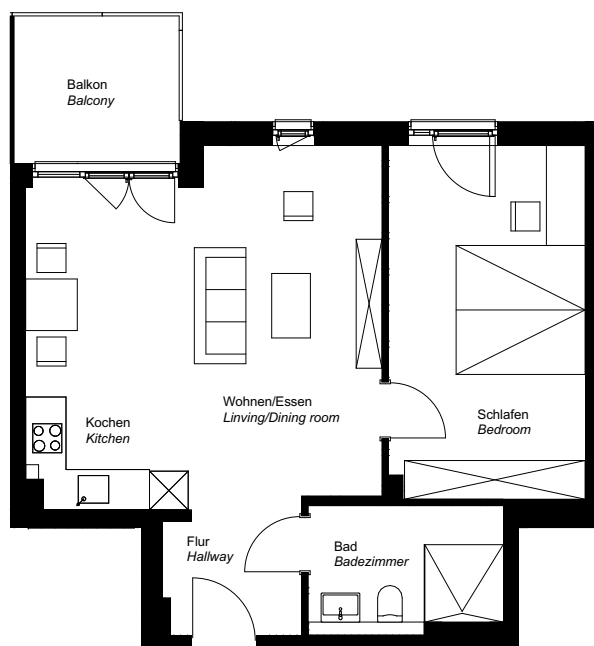 Balkon
Balcony
Wohnen/Essen
Linving/Dining room
Kochen
Kitchen
Schlafen
Bedroom
Flur
Hallway
Bad
Badezimmer